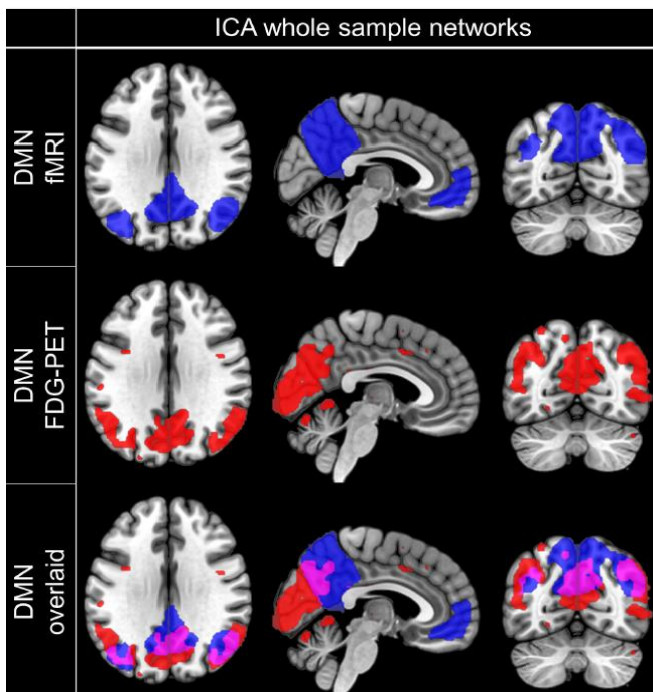 ICA whole sample networks
DMN
fMRI
DMN
FDG-PET
DMN
overlaid